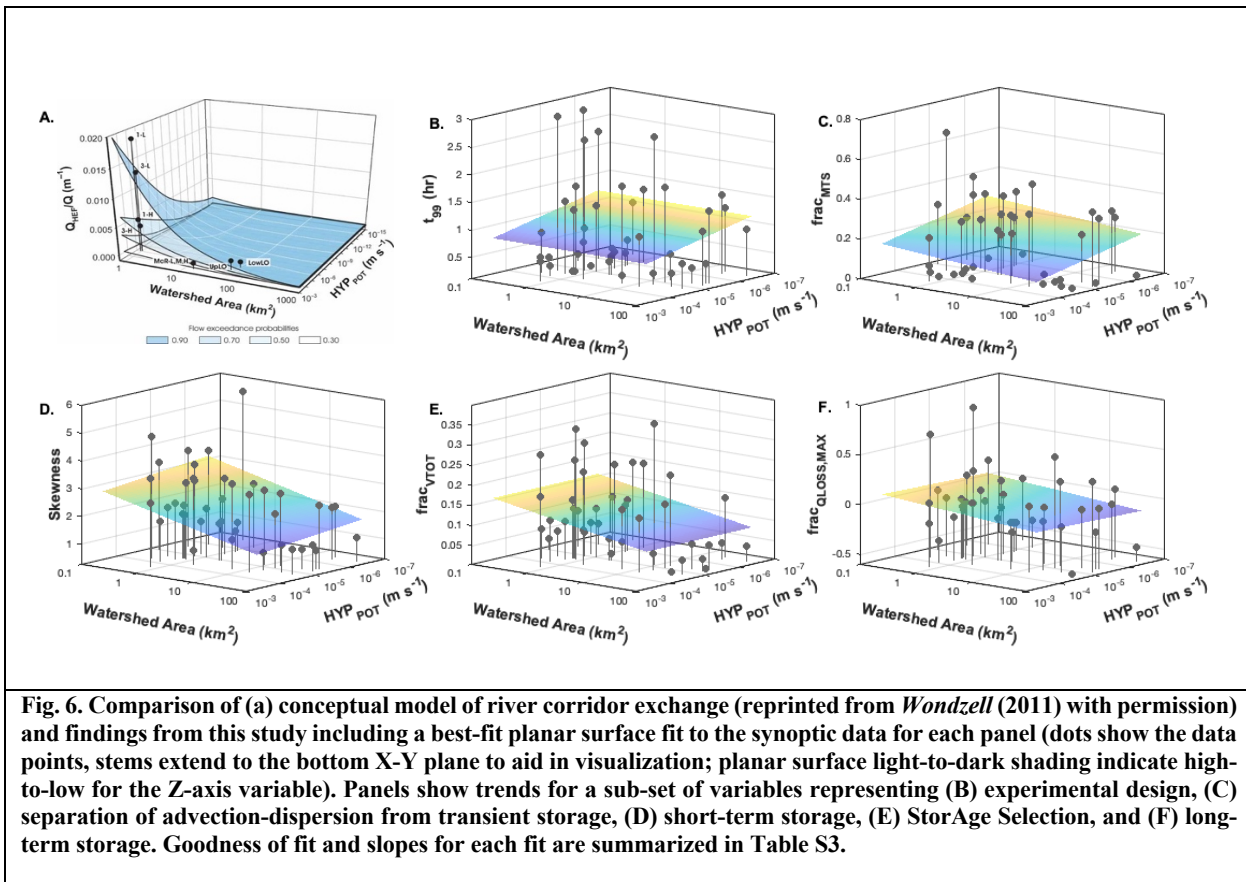 A.
Q_HEF/Q (m⁻¹)
0.020
0.015
0.010
0.005
0.000
1-L
3-L
1-H
3-H
McR-L,M,H
UpLO
LowLO
1
10
100
1000
Watershed Area (km²)
10⁻³
10⁻⁶
10⁻⁹
10⁻¹²
10⁻¹⁵
HYP_POT (m s⁻¹)
Flow exceedance probabilities
0.90 0.70 0.50 0.30
B.
t₉₉ (hr)
3
2.5
2
1.5
1
0.5
0.1
1
10
100
Watershed Area (km²)
10⁻³
10⁻⁴
10⁻⁵
10⁻⁶
10⁻⁷
HYP_POT (m s⁻¹)
C.
frac_MTS
0.8
0.6
0.4
0.2
0
0.1
1
10
100
Watershed Area (km²)
10⁻³
10⁻⁴
10⁻⁵
10⁻⁶
10⁻⁷
HYP_POT (m s⁻¹)
D.
Skewness
6
5
4
3
2
1
0.1
1
10
100
Watershed Area (km²)
10⁻³
10⁻⁴
10⁻⁵
10⁻⁶
10⁻⁷
HYP_POT (m s⁻¹)
E.
frac_VTOT
0.35
0.3
0.25
0.2
0.15
0.1
0.05
0.1
1
10
100
Watershed Area (km²)
10⁻³
10⁻⁴
10⁻⁵
10⁻⁶
10⁻⁷
HYP_POT (m s⁻¹)
F.
frac_QLOSS,MAX
1
0.5
0
-0.5
0.1
1
10
100
Watershed Area (km²)
10⁻³
10⁻⁴
10⁻⁵
10⁻⁶
10⁻⁷
HYP_POT (m s⁻¹)
Fig. 6. Comparison of (a) conceptual model of river corridor exchange (reprinted from Wondzell (2011) with permission)
and findings from this study including a best-fit planar surface fit to the synoptic data for each panel (dots show the data
points, stems extend to the bottom X-Y plane to aid in visualization; planar surface light-to-dark shading indicate high-
to-low for the Z-axis variable). Panels show trends for a sub-set of variables representing (B) experimental design, (C)
separation of advection-dispersion from transient storage, (D) short-term storage, (E) StorAge Selection, and (F) long-
term storage. Goodness of fit and slopes for each fit are summarized in Table S3.